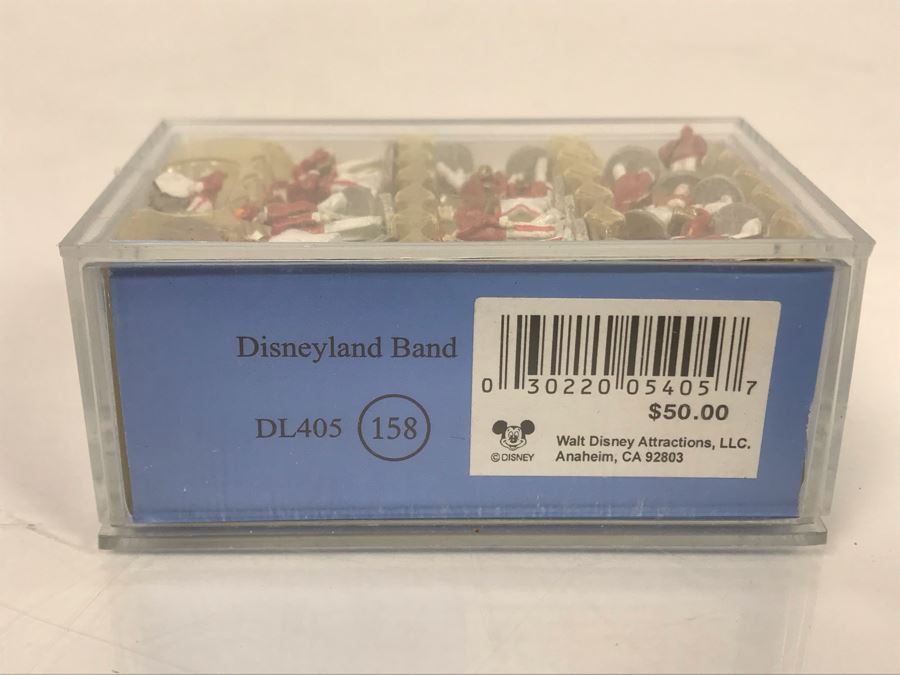 Disneyland Band
DL405 158
0 30220 05405 7
$50.00
© DISNEY
Walt Disney Attractions, LLC.
Anaheim, CA 92803